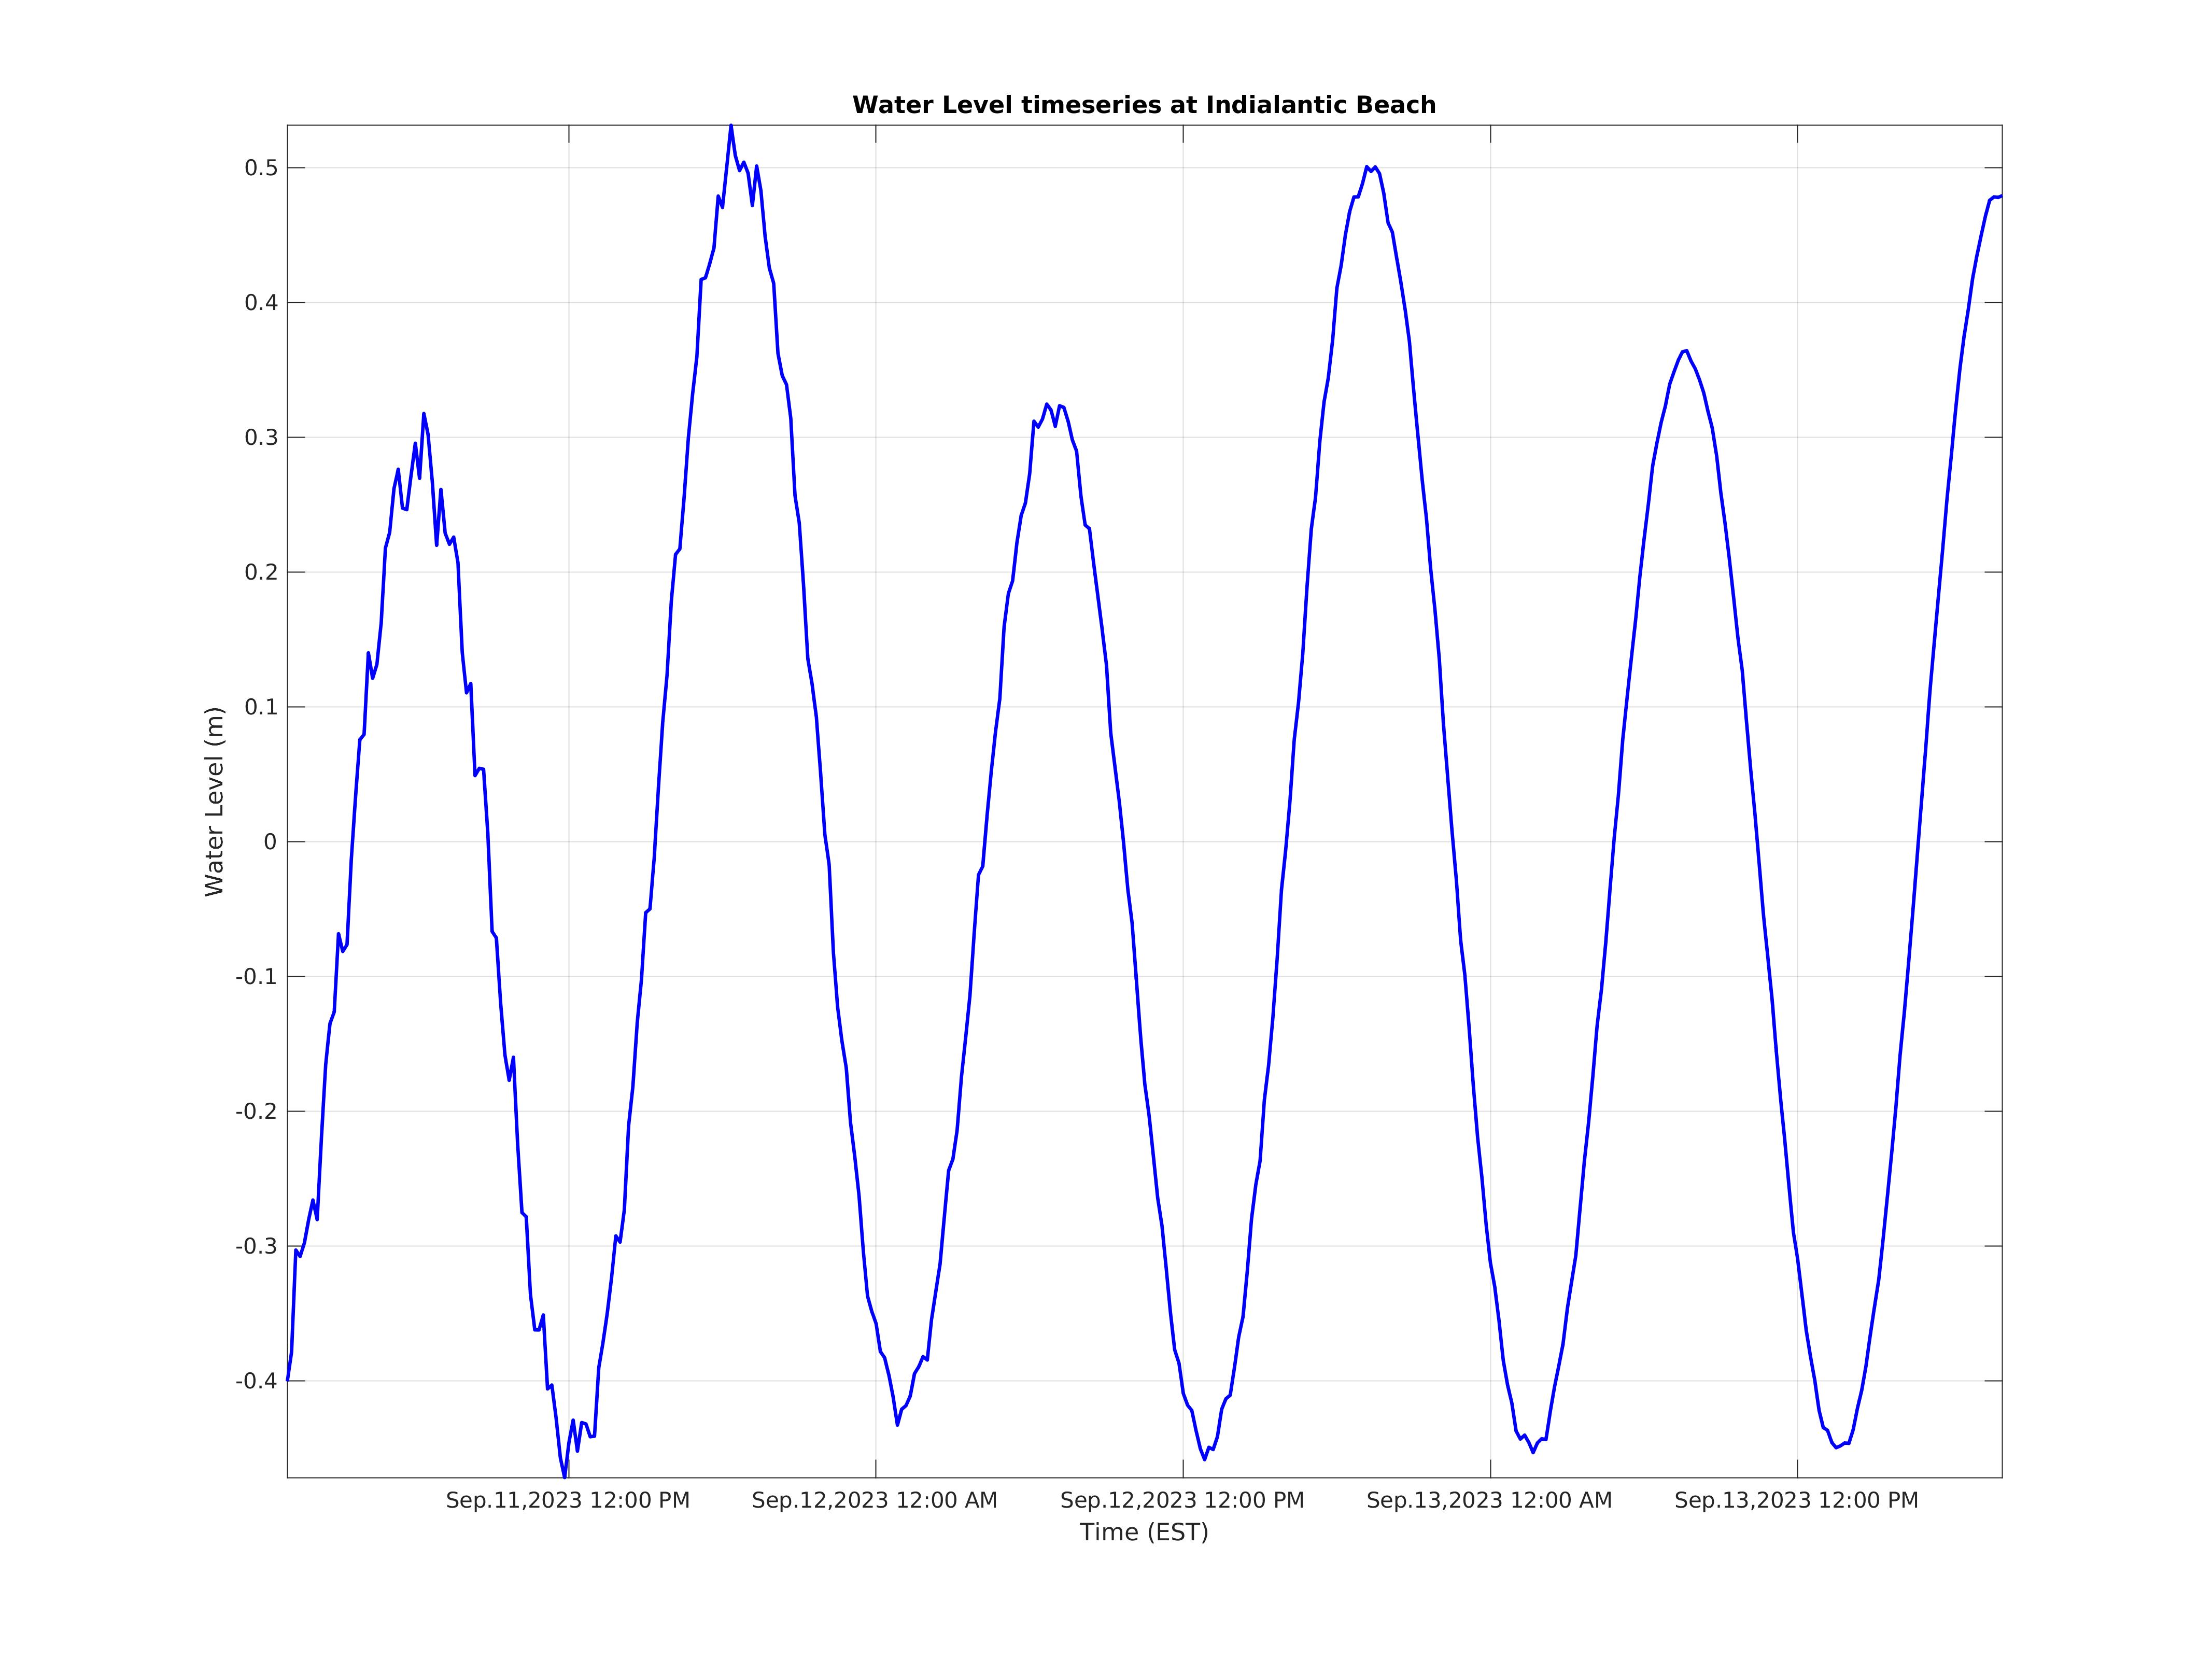 Water Level timeseries at Indialantic Beach
0.5
0.4
0.3
0.2
0.1
0
-0.1
-0.2
-0.3
-0.4
Water Level (m)
Sep.11,2023 12:00 PM
Sep.12,2023 12:00 AM
Sep.12,2023 12:00 PM
Sep.13,2023 12:00 AM
Sep.13,2023 12:00 PM
Time (EST)